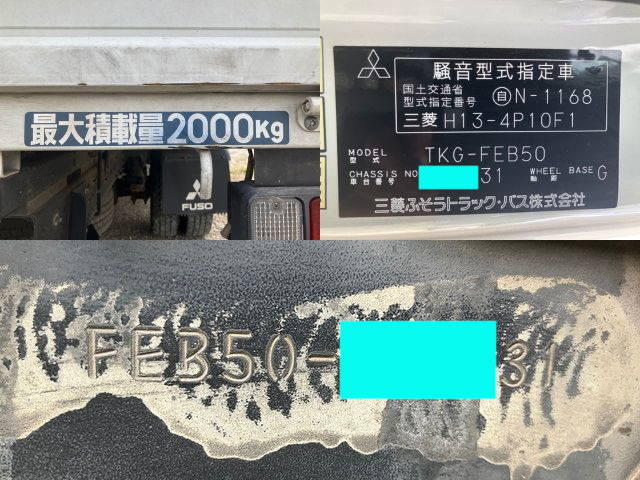 最大積載量2000Kg
FUSO
騒音型式指定車
国土交通省
型式指定番号 自N-1168
三菱 H13-4P10F1
MODEL
型式 TKG-FEB50
CHASSIS NO 31 WHEEL BASE G
車台番号 軸距
三菱ふそうトラック・バス株式会社
FEB50- 31